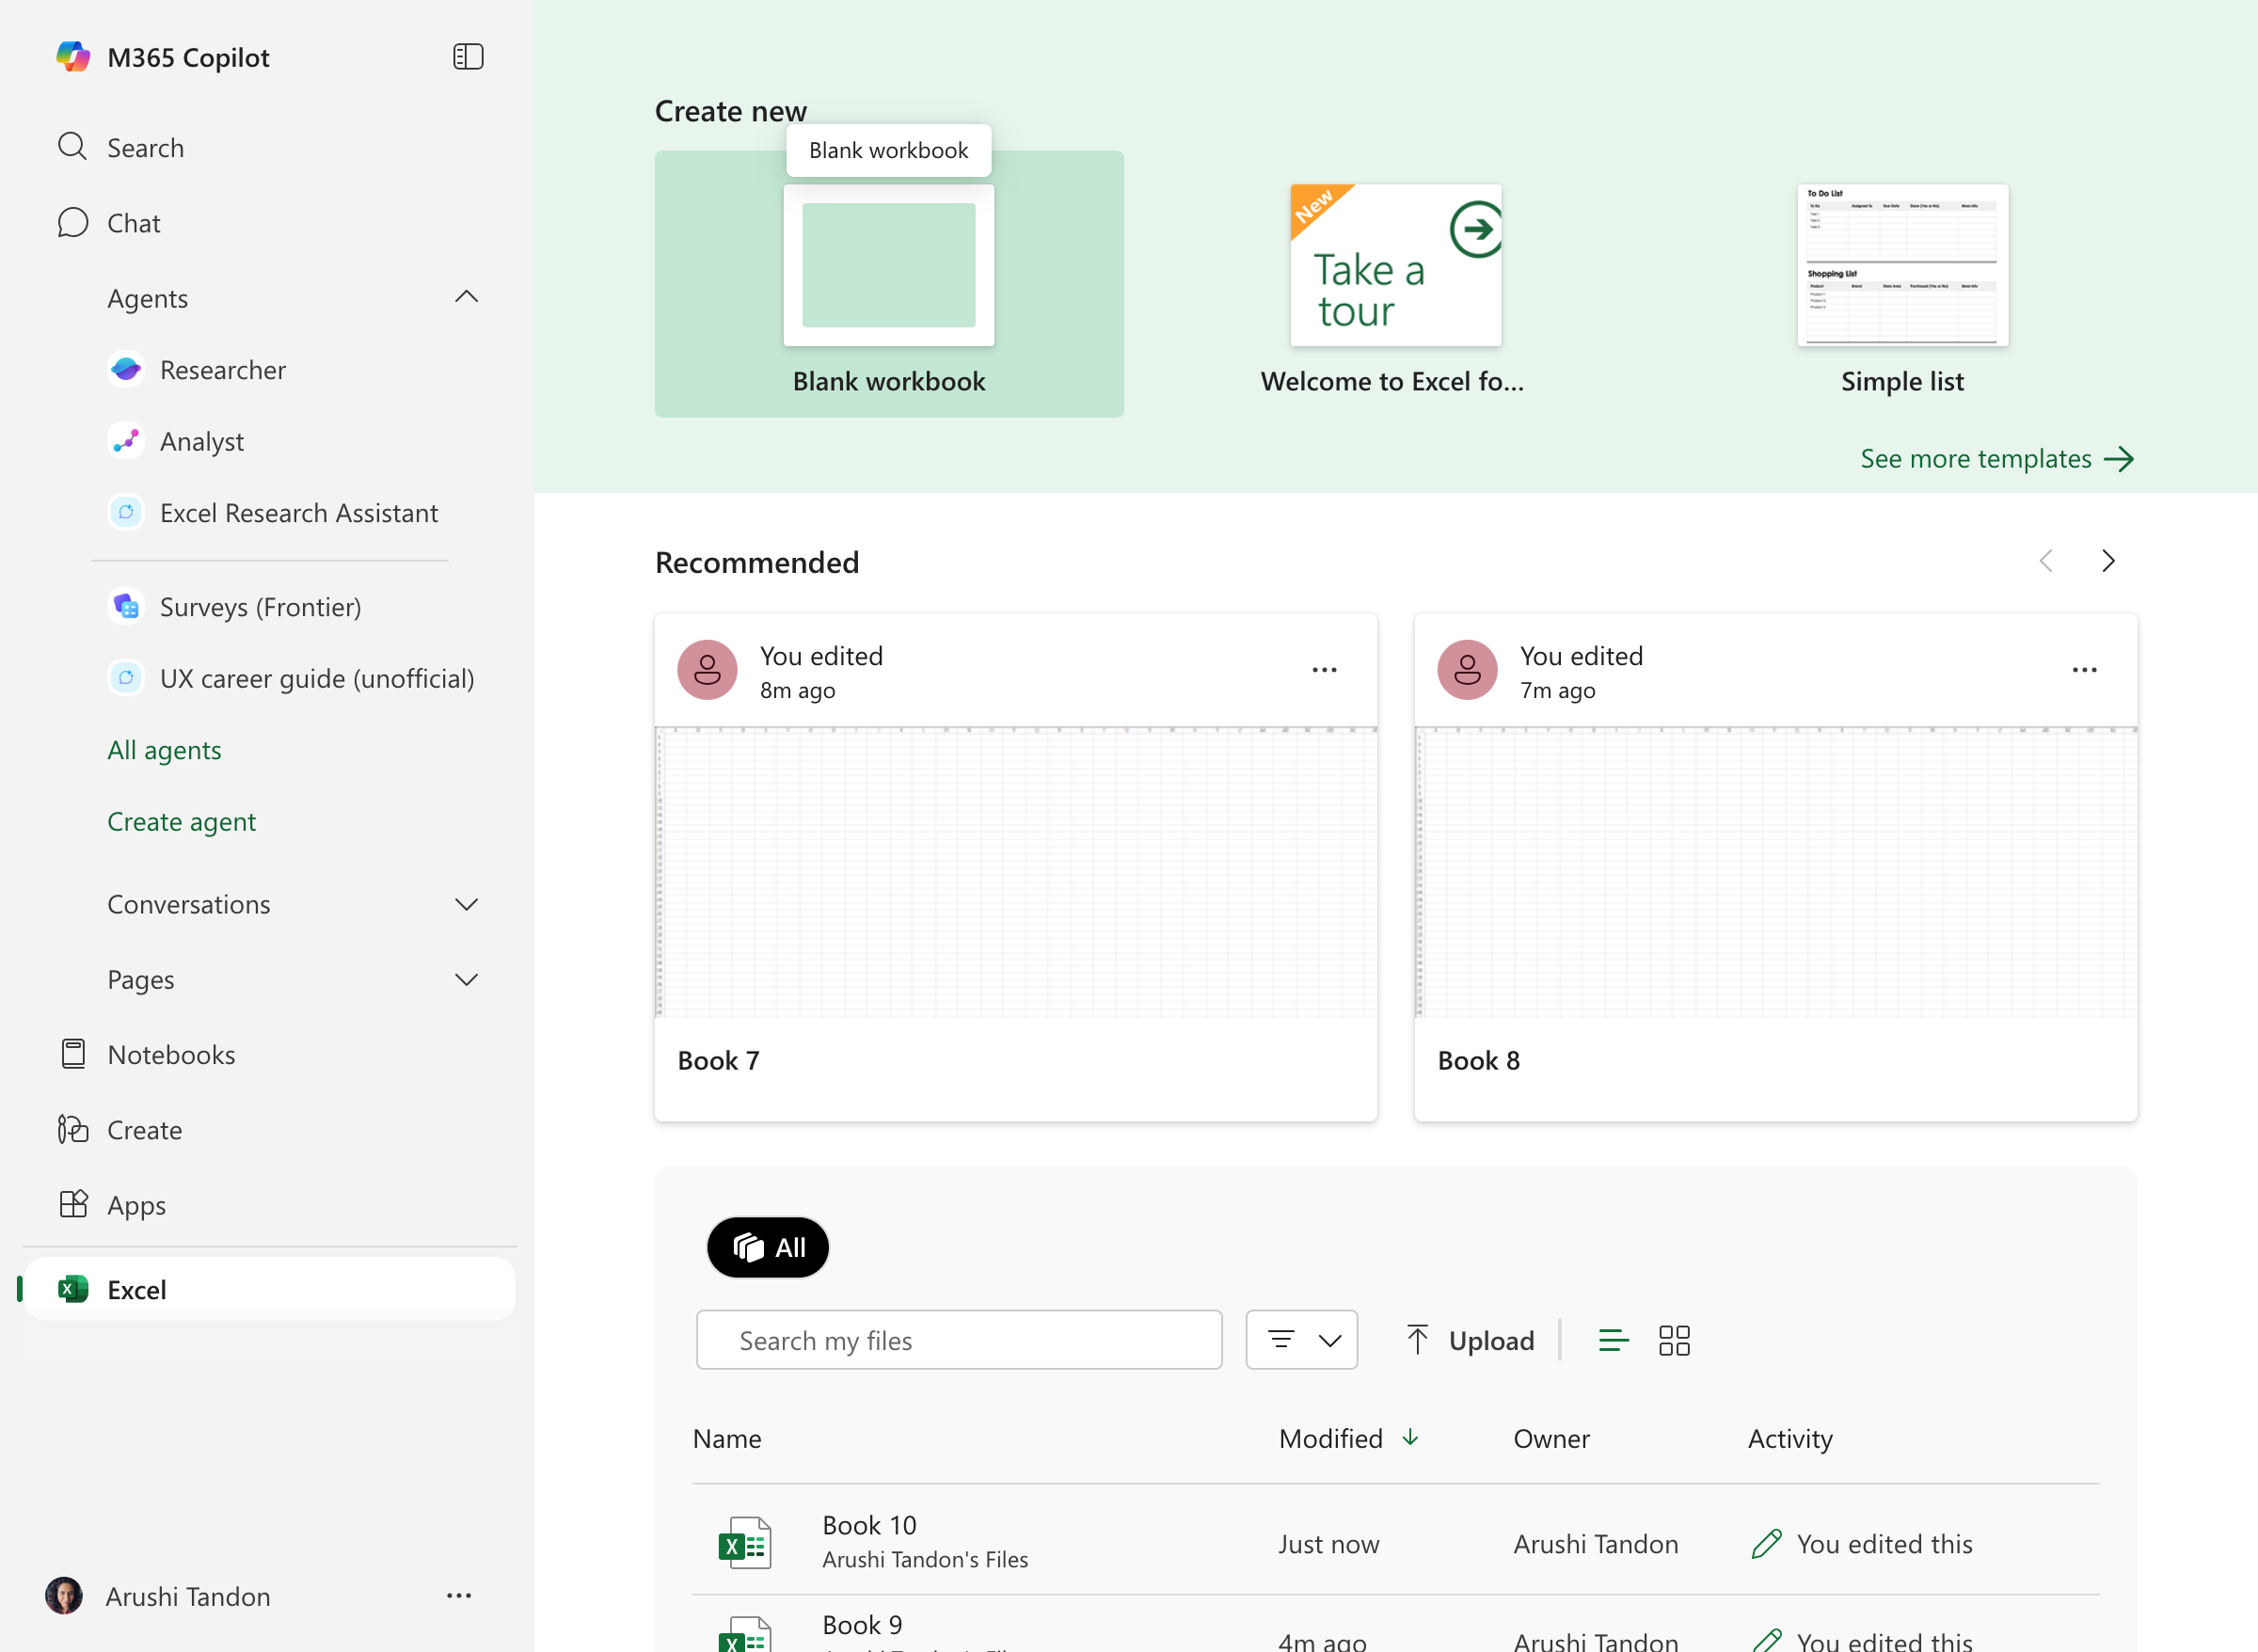 M365 Copilot
Search
Chat
Agents
Researcher
Analyst
Excel Research Assistant
Surveys (Frontier)
UX career guide (unofficial)
All agents
Create agent
Conversations
Pages
Notebooks
Create
Apps
Excel
Arushi Tandon
Create new
Blank workbook
Blank workbook
New
Take a
tour
Welcome to Excel fo...
To Do List
Shopping List
Simple list
See more templates
Recommended
You edited
8m ago
Book 7
You edited
7m ago
Book 8
All
Search my files
Upload
Name Modified Owner Activity
Book 10
Arushi Tandon's Files
Just now
Arushi Tandon
You edited this
Book 9
4m ago
Arushi Tandon
You edited this